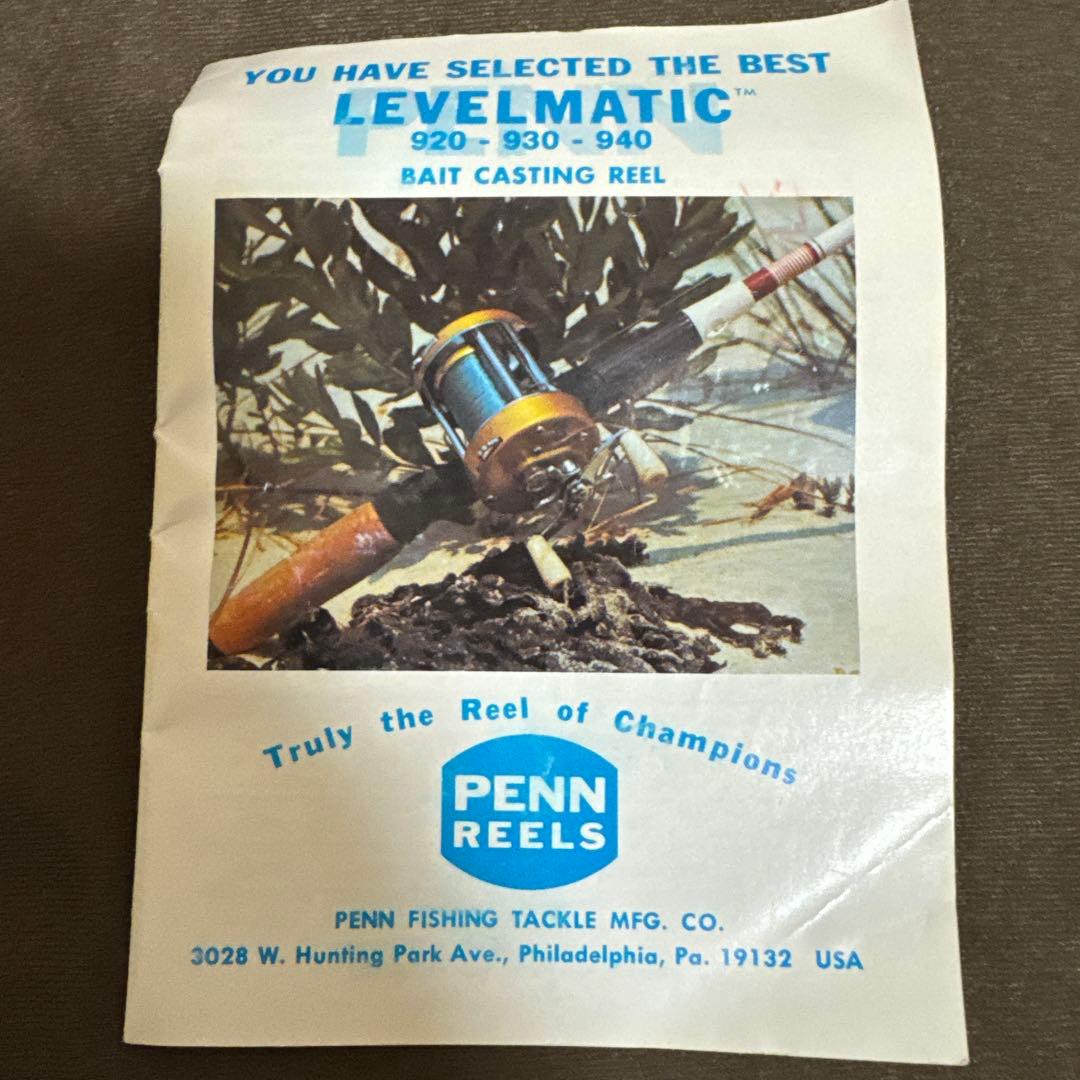 YOU HAVE SELECTED THE BEST
LEVELMATIC™
920 - 930 - 940
BAIT CASTING REEL
Truly the Reel of Champions
PENN
REELS
PENN FISHING TACKLE MFG. CO.
3028 W. Hunting Park Ave., Philadelphia, Pa. 19132 USA